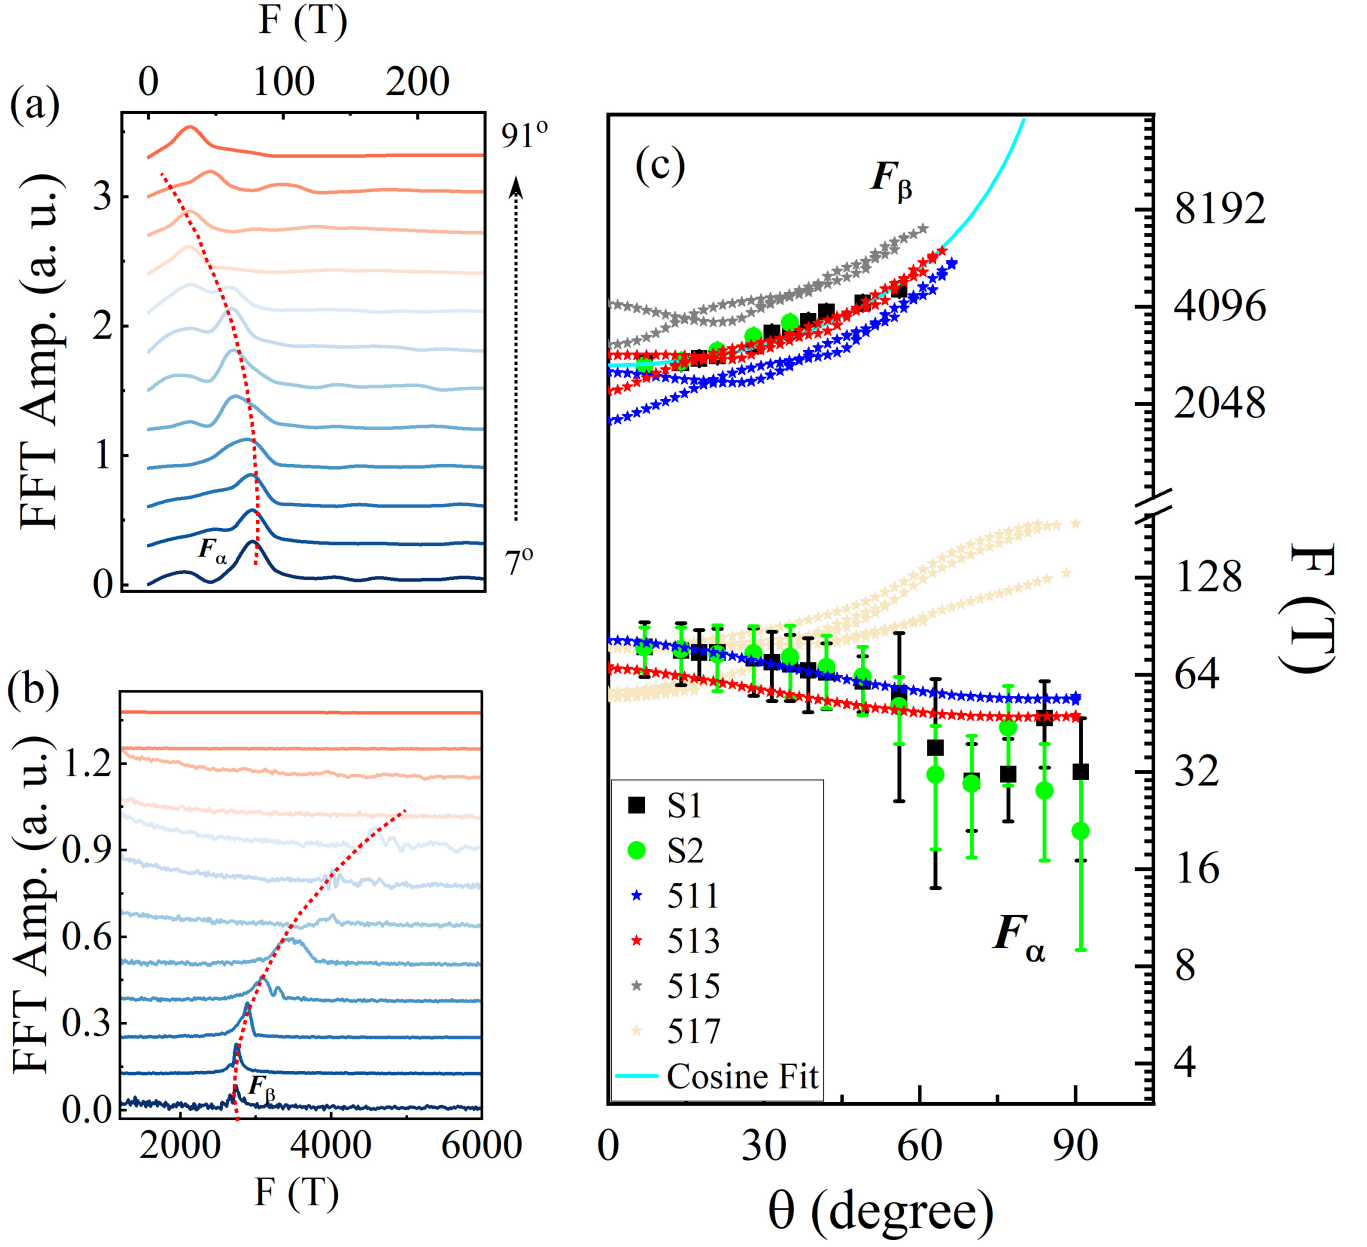 F (T)
0 100 200
(a)
FFT Amp. (a. u.)
3
2
1
0
Fα
91º
7º
(b)
FFT Amp. (a. u.)
1.2
0.9
0.6
0.3
0.0
Fβ
2000 4000 6000
F (T)
(c)
Fβ
8192
4096
2048
128
64
32
16
8
4
F (T)
Fα
S1
S2
511
513
515
517
Cosine Fit
0 30 60 90
θ (degree)